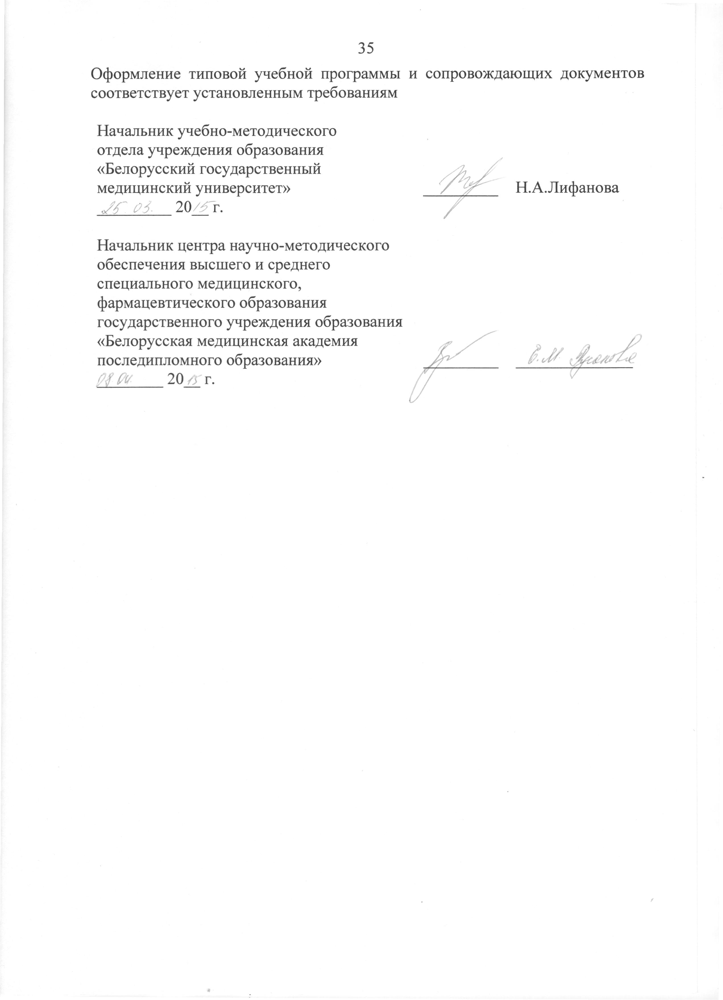 35
Оформление типовой учебной программы и сопровождающих документов
соответствует установленным требованиям
Начальник учебно-методического
отдела учреждения образования
«Белорусский государственный
медицинский университет» Н.А.Лифанова
25.03. 2015 г.
Начальник центра научно-методического
обеспечения высшего и среднего
специального медицинского,
фармацевтического образования
государственного учреждения образования
«Белорусская медицинская академия
последипломного образования»
08.04. 2015 г.